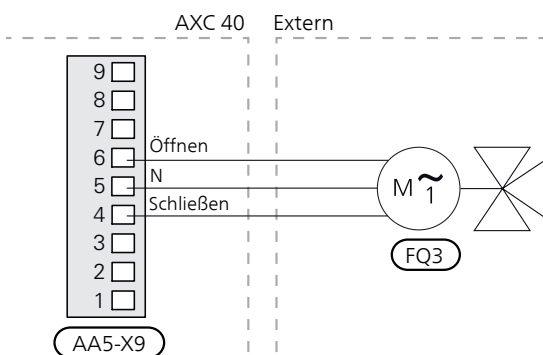 AXC 40 Extern
9
8
7
6 Öffnen
5 N
4 Schließen
3
2
1
M ~ 1
FQ3
AA5-X9